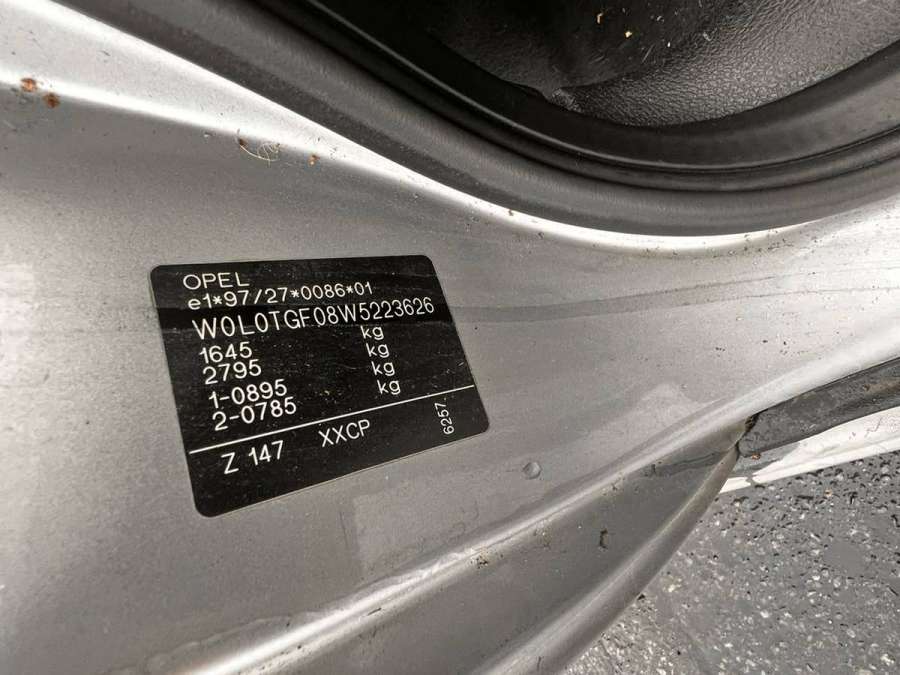 OPEL
e1*97/27*0086*01
W0L0TGF08W5223626
1645 kg
2795 kg
1-0895 kg
2-0785 kg
Z 147 XXCP 6257